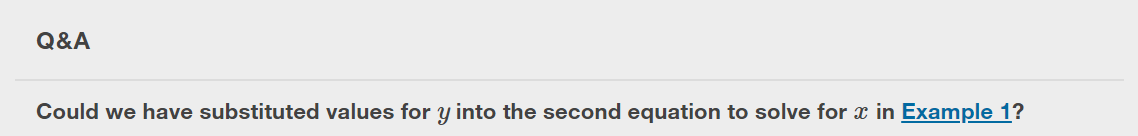 Q&A
Could we have substituted values for y into the second equation to solve for x in Example 1?